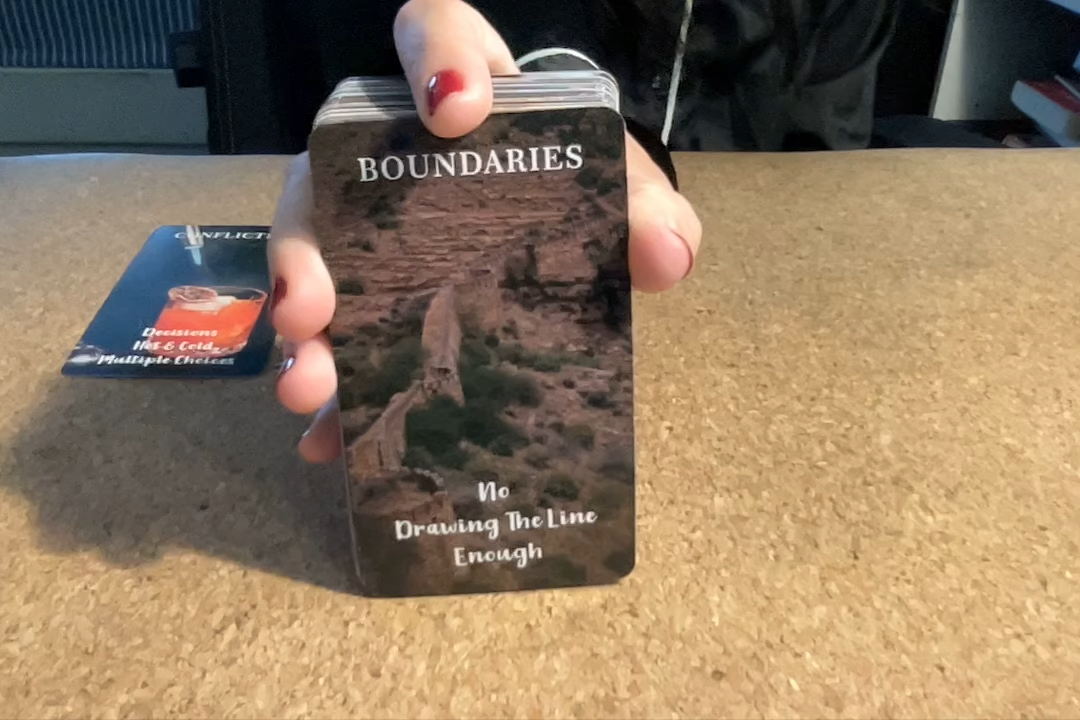 BOUNDARIES
No
Drawing The Line
Enough
CONFLICT
Decisions
Hot & Cold
Multiple Choices